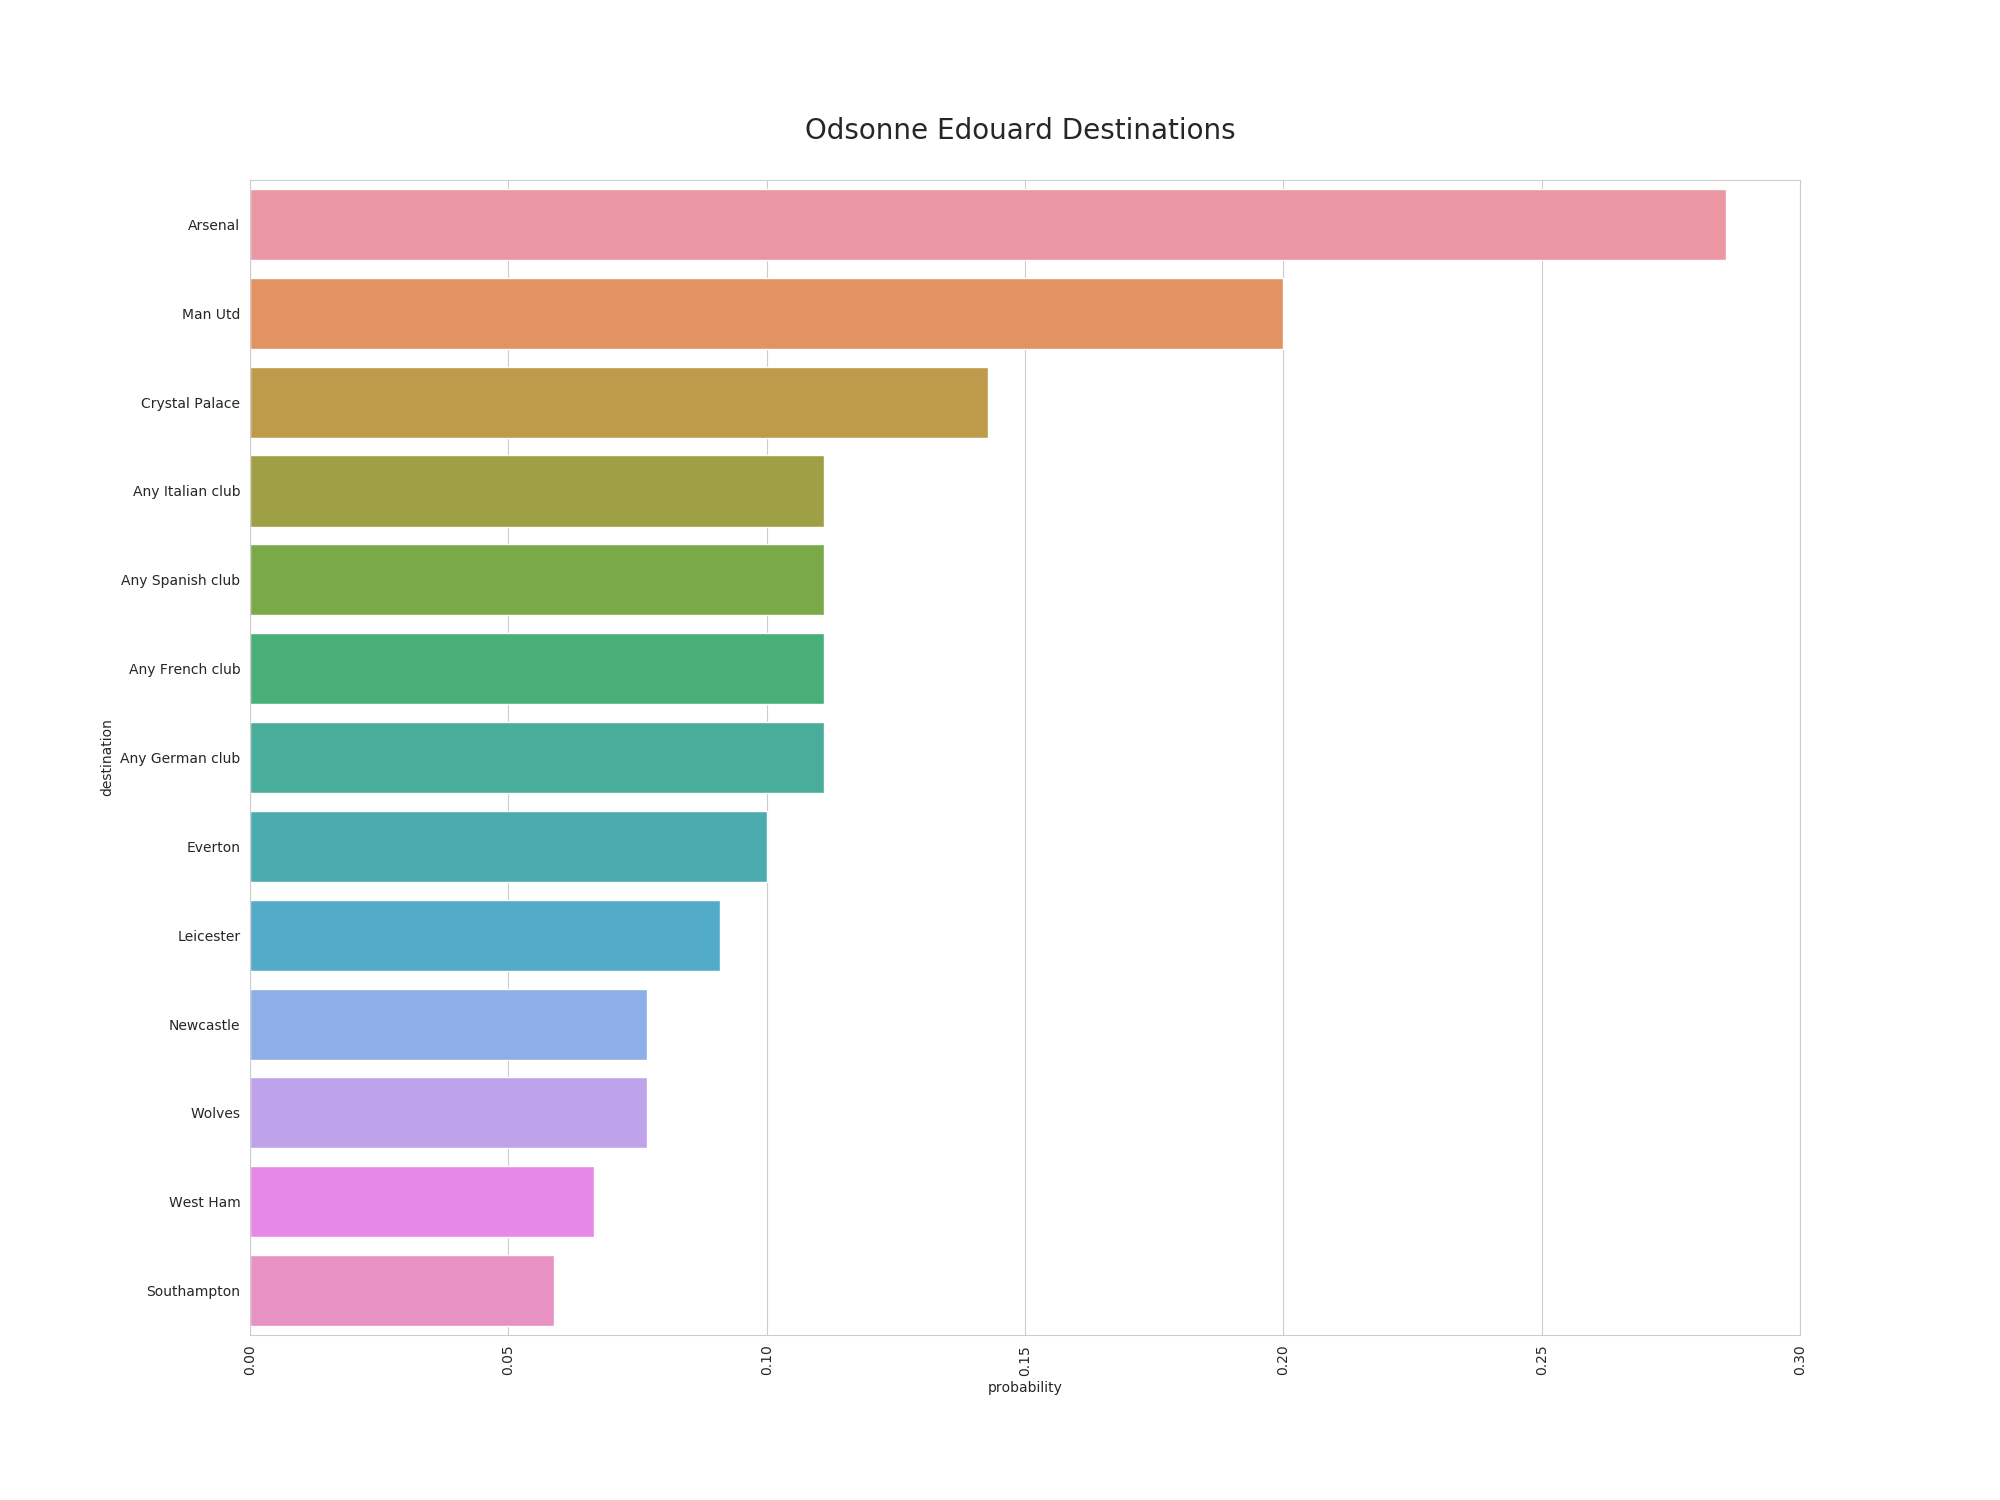 Odsonne Edouard Destinations
destination
Arsenal
Man Utd
Crystal Palace
Any Italian club
Any Spanish club
Any French club
Any German club
Everton
Leicester
Newcastle
Wolves
West Ham
Southampton
0.00 0.05 0.10 0.15 0.20 0.25 0.30
probability